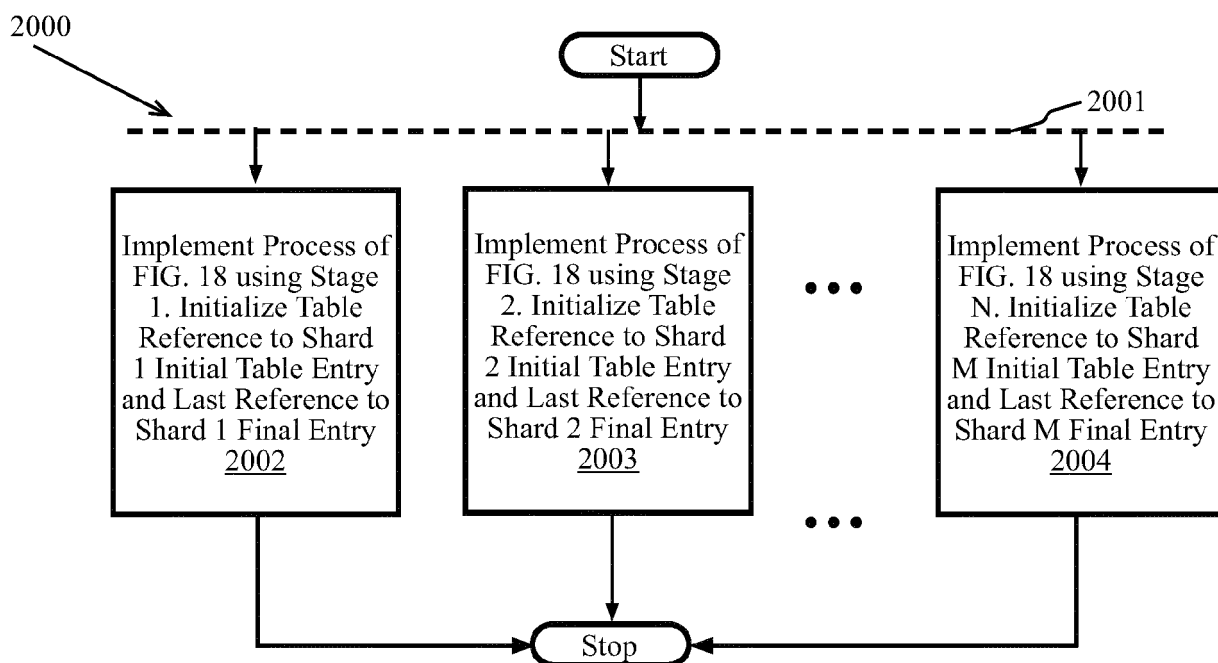 2000
Start
2001
Implement Process of
FIG. 18 using Stage
1. Initialize Table
Reference to Shard
1 Initial Table Entry
and Last Reference to
Shard 1 Final Entry
2002
Implement Process of
FIG. 18 using Stage
2. Initialize Table
Reference to Shard
2 Initial Table Entry
and Last Reference to
Shard 2 Final Entry
2003
Implement Process of
FIG. 18 using Stage
N. Initialize Table
Reference to Shard
M Initial Table Entry
and Last Reference to
Shard M Final Entry
2004
Stop